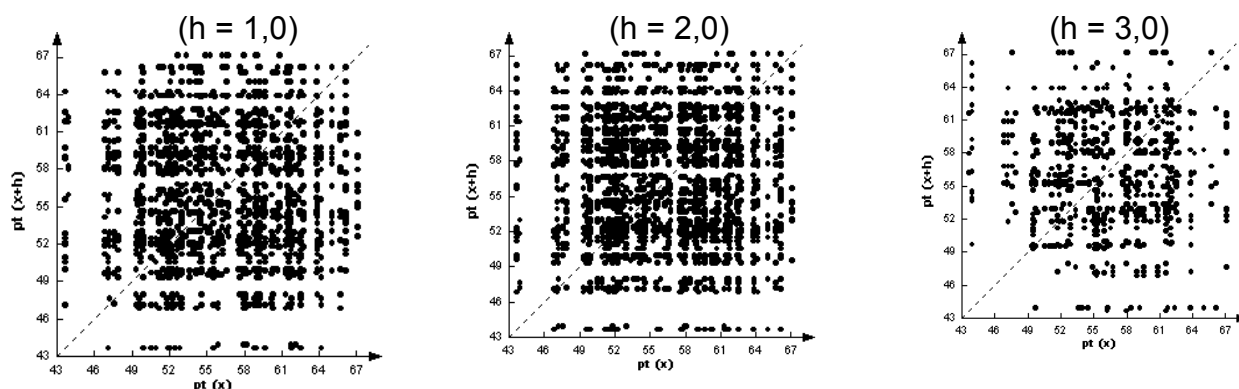 (h = 1,0)
67
64
61
58
55
52
49
46
43
pt (x+h)
43 46 49 52 55 58 61 64 67
pt (x)
(h = 2,0)
67
64
61
58
55
52
49
46
43
pt (x+h)
43 46 49 52 55 58 61 64 67
pt (x)
(h = 3,0)
67
64
61
58
55
52
49
46
43
pt (x+h)
43 46 49 52 55 58 61 64 67
pt (x)